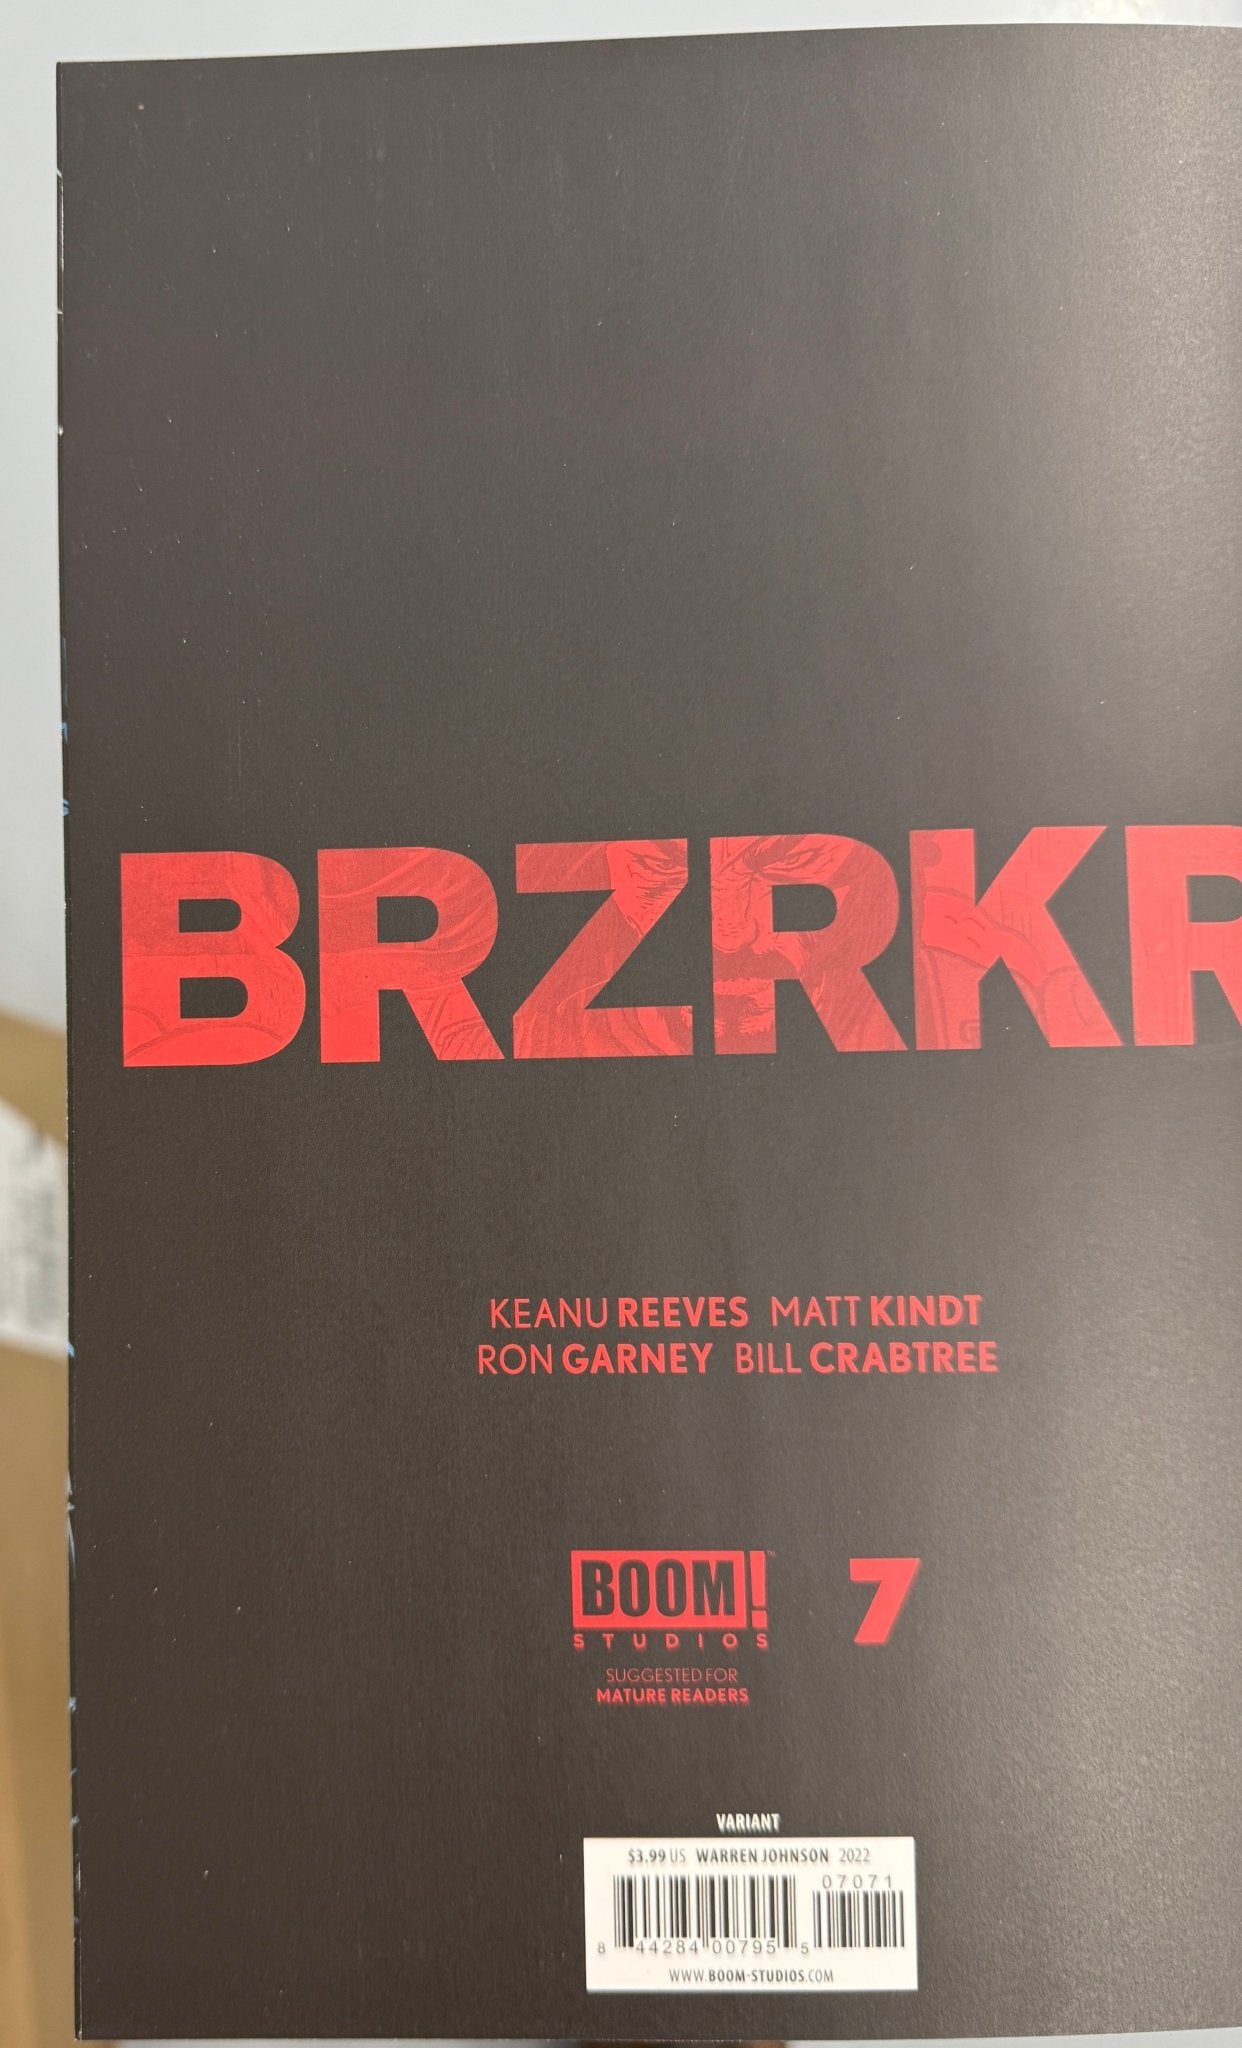 BRZRKR
KEANU REEVES MATT KINDT
RON GARNEY BILL CRABTREE
BOOM!™
STUDIOS
7
SUGGESTED FOR
MATURE READERS
VARIANT
$3.99 US WARREN JOHNSON 2022
07071
8 44284 00795 5
WWW.BOOM-STUDIOS.COM